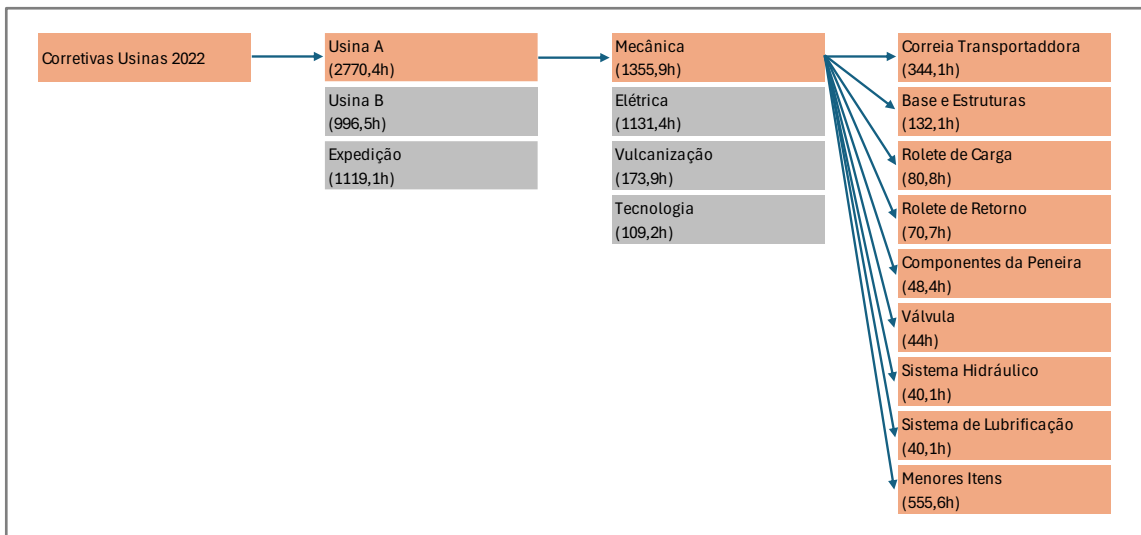 Corretivas Usinas 2022
Usina A
(2770,4h)
Usina B
(996,5h)
Expedição
(1119,1h)
Mecânica
(1355,9h)
Elétrica
(1131,4h)
Vulcanização
(173,9h)
Tecnologia
(109,2h)
Correia Transportaddora
(344,1h)
Base e Estruturas
(132,1h)
Rolete de Carga
(80,8h)
Rolete de Retorno
(70,7h)
Componentes da Peneira
(48,4h)
Válvula
(44h)
Sistema Hidráulico
(40,1h)
Sistema de Lubrificação
(40,1h)
Menores Itens
(555,6h)